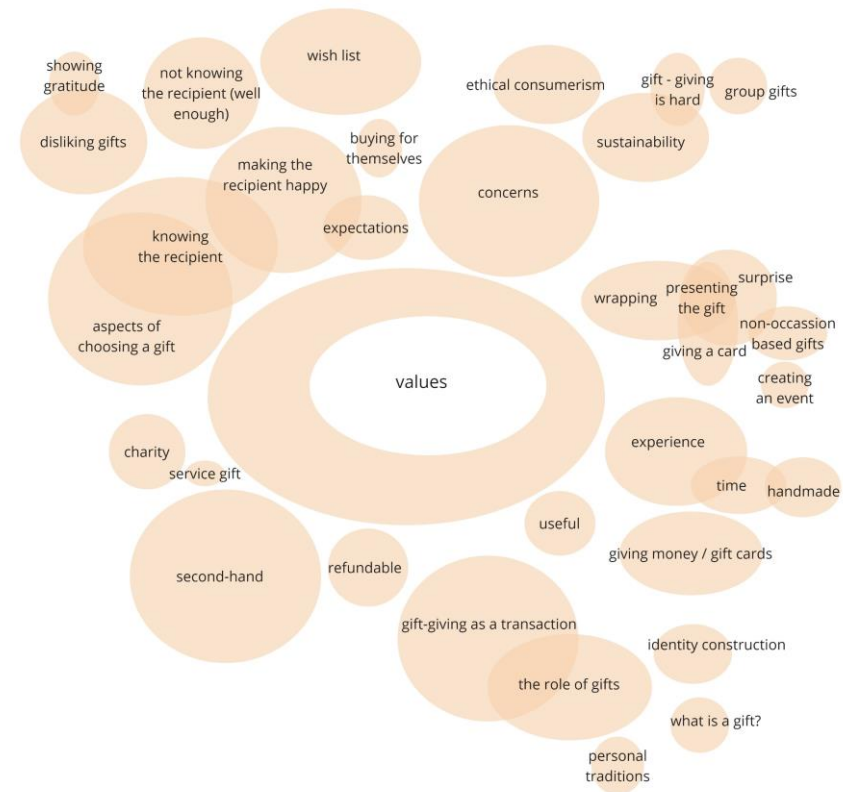 wish list
showing
gratitude
not knowing
the recipient (well
enough)
disliking gifts
ethical consumerism
gift - giving
is hard
group gifts
sustainability
buying for
themselves
making the
recipient happy
concerns
expectations
knowing
the recipient
aspects of
choosing a gift
wrapping
presenting
the gift
surprise
non-occassion
based gifts
giving a card
creating
an event
values
charity
service gift
experience
time
handmade
second-hand
refundable
useful
giving money / gift cards
gift-giving as a transaction
the role of gifts
identity construction
what is a gift?
personal
traditions